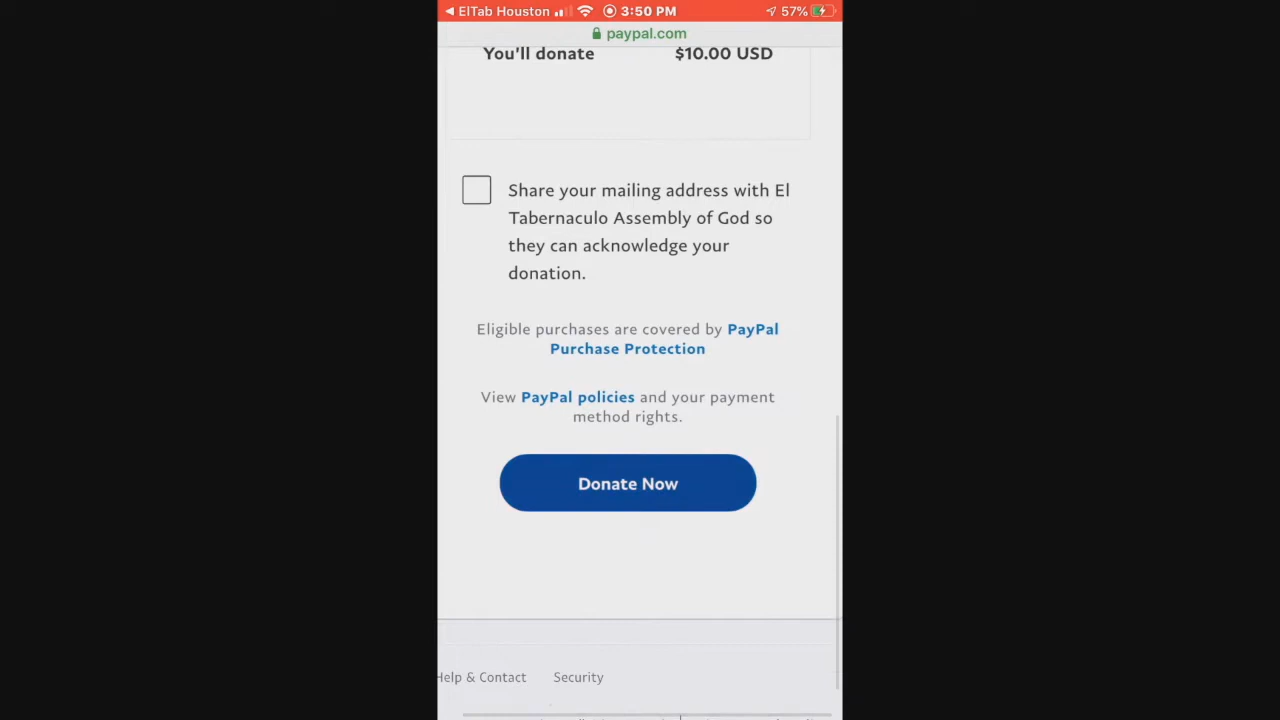 ElTab Houston 3:50 PM 57%
paypal.com
You'll donate $10.00 USD
Share your mailing address with El
Tabernaculo Assembly of God so
they can acknowledge your
donation.
Eligible purchases are covered by PayPal
Purchase Protection
View PayPal policies and your payment
method rights.
Donate Now
Help & Contact Security